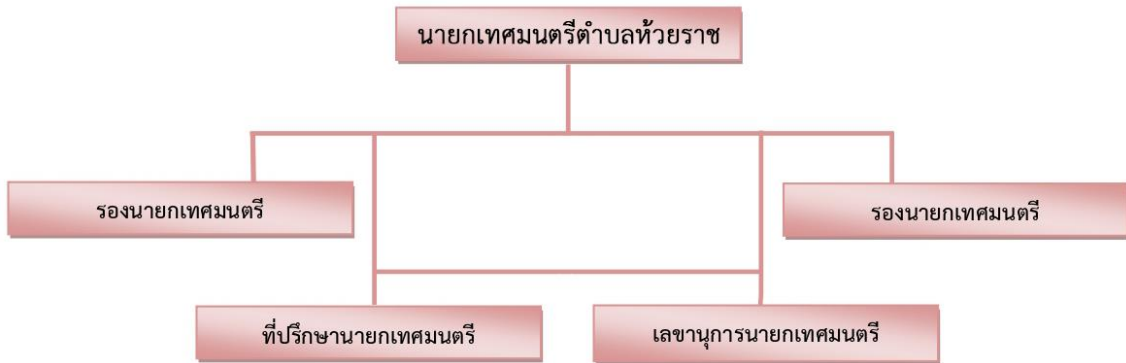 นายกเทศมนตรีตำบลห้วยราช
รองนายกเทศมนตรี
รองนายกเทศมนตรี
ที่ปรึกษานายกเทศมนตรี
เลขานุการนายกเทศมนตรี